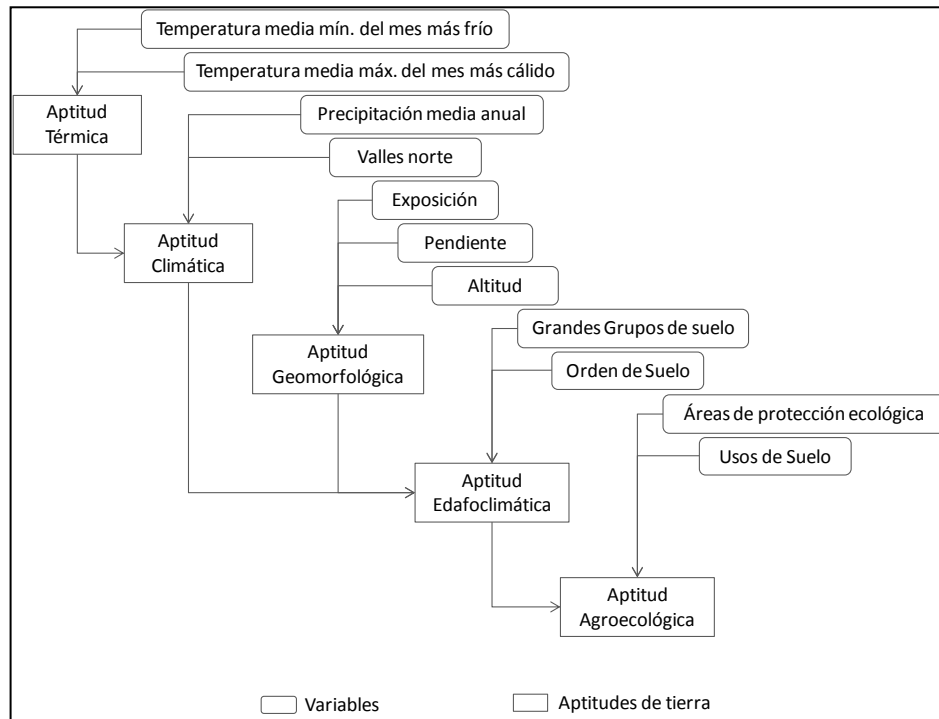 Temperatura media mín. del mes más frío
Temperatura media máx. del mes más cálido
Aptitud
Térmica
Precipitación media anual
Valles norte
Exposición
Aptitud
Climática
Pendiente
Altitud
Grandes Grupos de suelo
Aptitud
Geomorfológica
Orden de Suelo
Áreas de protección ecológica
Usos de Suelo
Aptitud
Edafoclimática
Aptitud
Agroecológica
Variables
Aptitudes de tierra